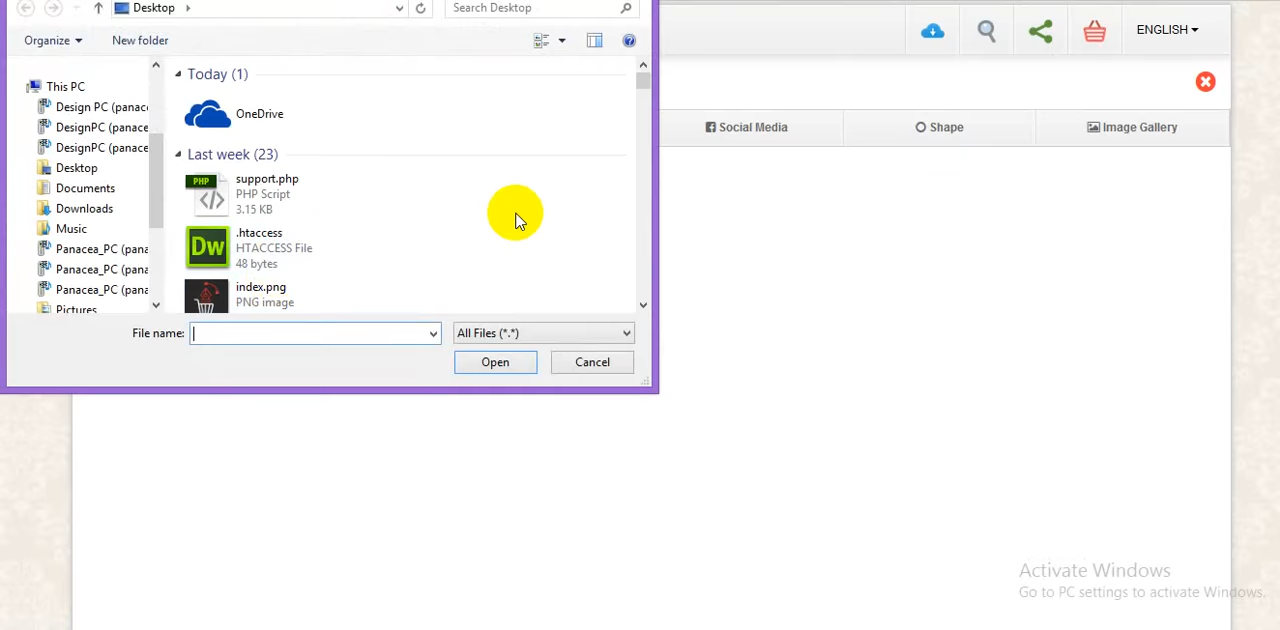 Desktop
Search Desktop
Organize
New folder
ENGLISH
This PC
Design PC (panace
DesignPC (panace
DesignPC (panace
Desktop
Documents
Downloads
Music
Panacea_PC (pana
Panacea_PC (pana
Panacea_PC (pana
Pictures
Today (1)
OneDrive
Last week (23)
PHP
support.php
PHP Script
3.15 KB
Dw
.htaccess
HTACCESS File
48 bytes
index.png
PNG image
File name:
All Files (*.*)
Open
Cancel
Social Media
Shape
Image Gallery
Activate Windows
Go to PC settings to activate Windows.